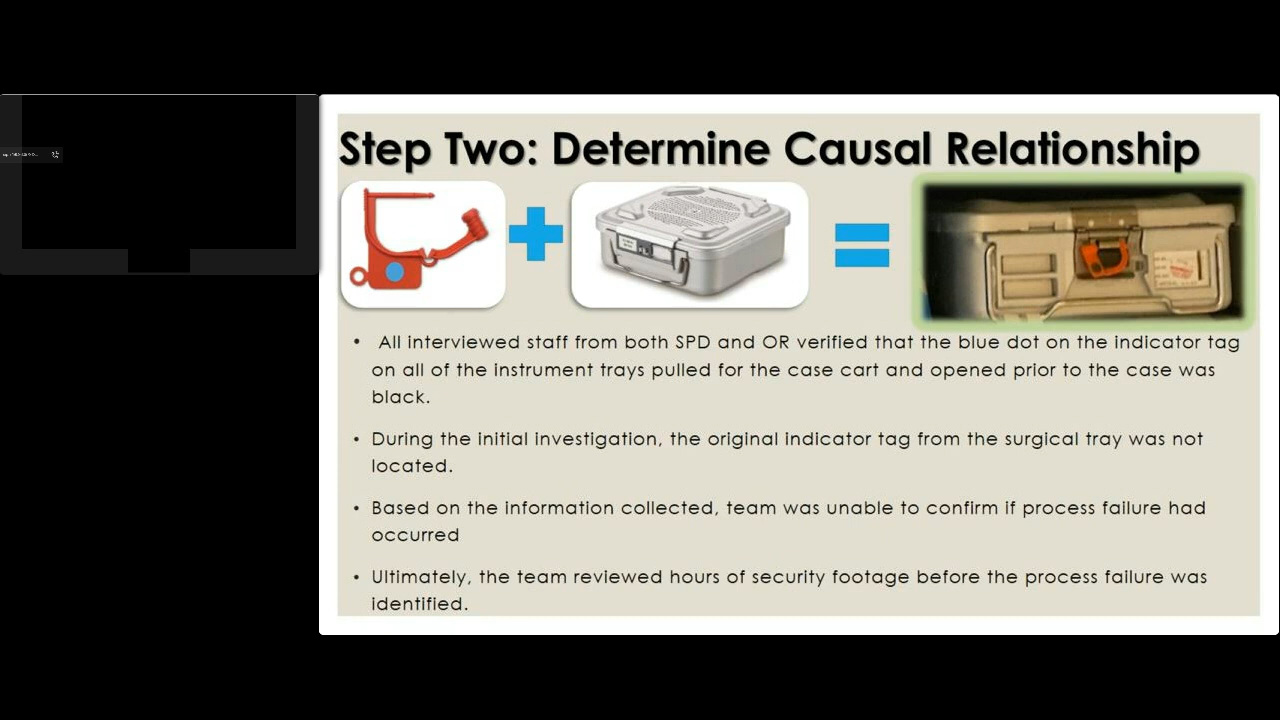 Step Two: Determine Causal Relationship
• All interviewed staff from both SPD and OR verified that the blue dot on the indicator tag
on all of the instrument trays pulled for the case cart and opened prior to the case was
black.
• During the initial investigation, the original indicator tag from the surgical tray was not
located.
• Based on the information collected, team was unable to confirm if process failure had
occurred
• Ultimately, the team reviewed hours of security footage before the process failure was
identified.